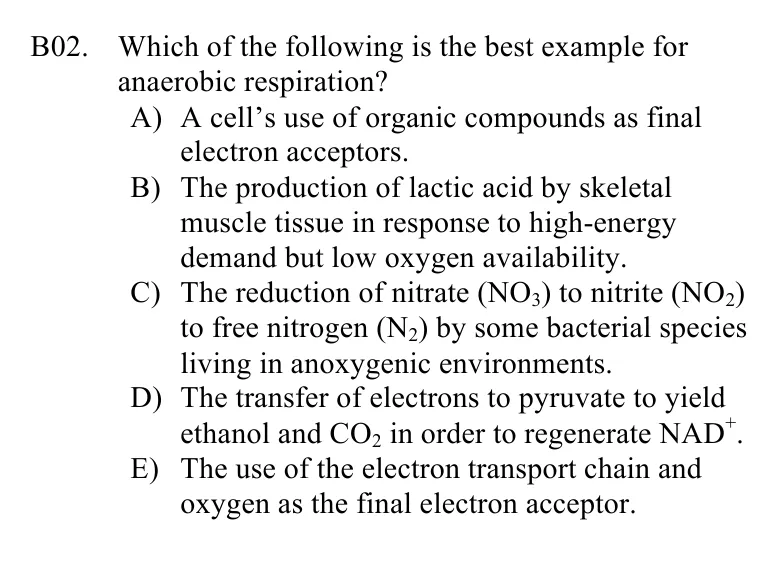 B02. Which of the following is the best example for
anaerobic respiration?
A) A cell’s use of organic compounds as final
electron acceptors.
B) The production of lactic acid by skeletal
muscle tissue in response to high-energy
demand but low oxygen availability.
C) The reduction of nitrate (NO₃) to nitrite (NO₂)
to free nitrogen (N₂) by some bacterial species
living in anoxygenic environments.
D) The transfer of electrons to pyruvate to yield
ethanol and CO₂ in order to regenerate NAD⁺.
E) The use of the electron transport chain and
oxygen as the final electron acceptor.